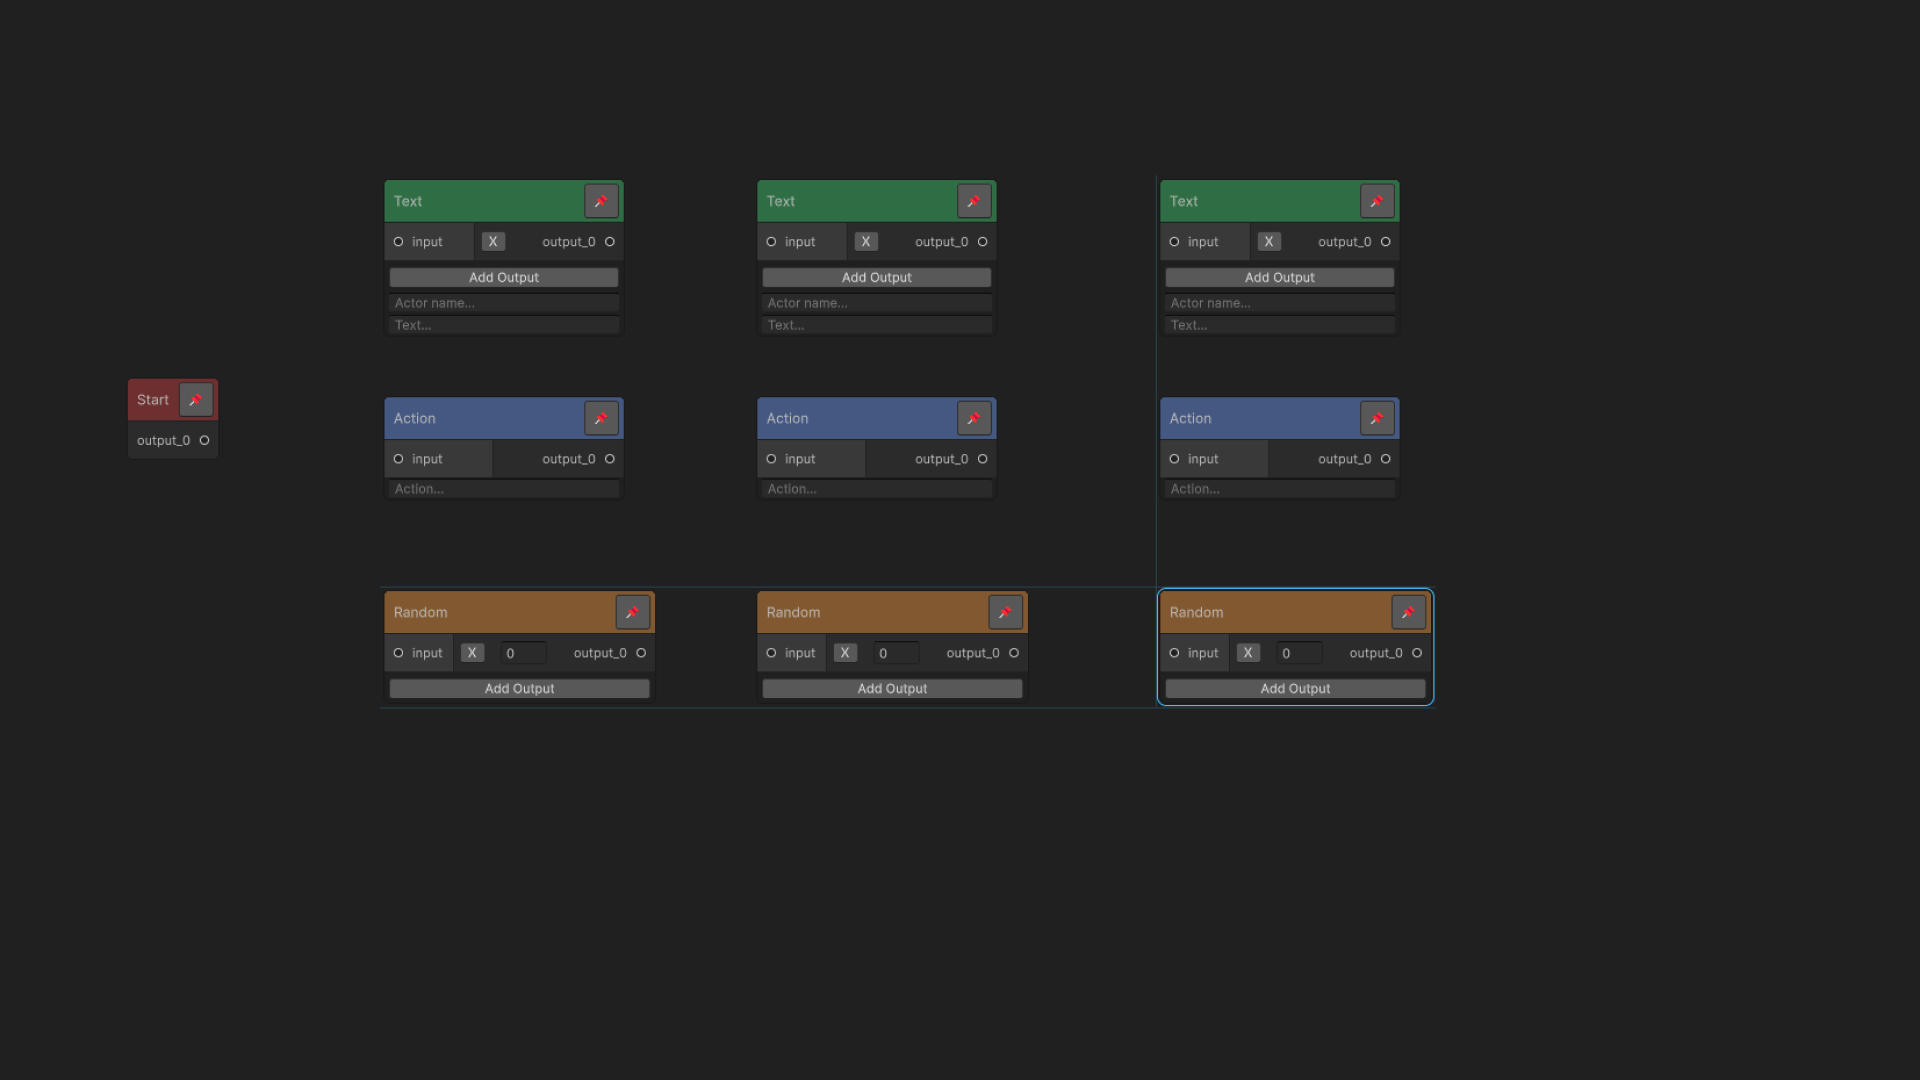 Text
input X output_0
Add Output
Actor name...
Text...
Text
input X output_0
Add Output
Actor name...
Text...
Text
input X output_0
Add Output
Actor name...
Text...
Start
output_0
Action
input output_0
Action...
Action
input output_0
Action...
Action
input output_0
Action...
Random
input X 0 output_0
Add Output
Random
input X 0 output_0
Add Output
Random
input X 0 output_0
Add Output